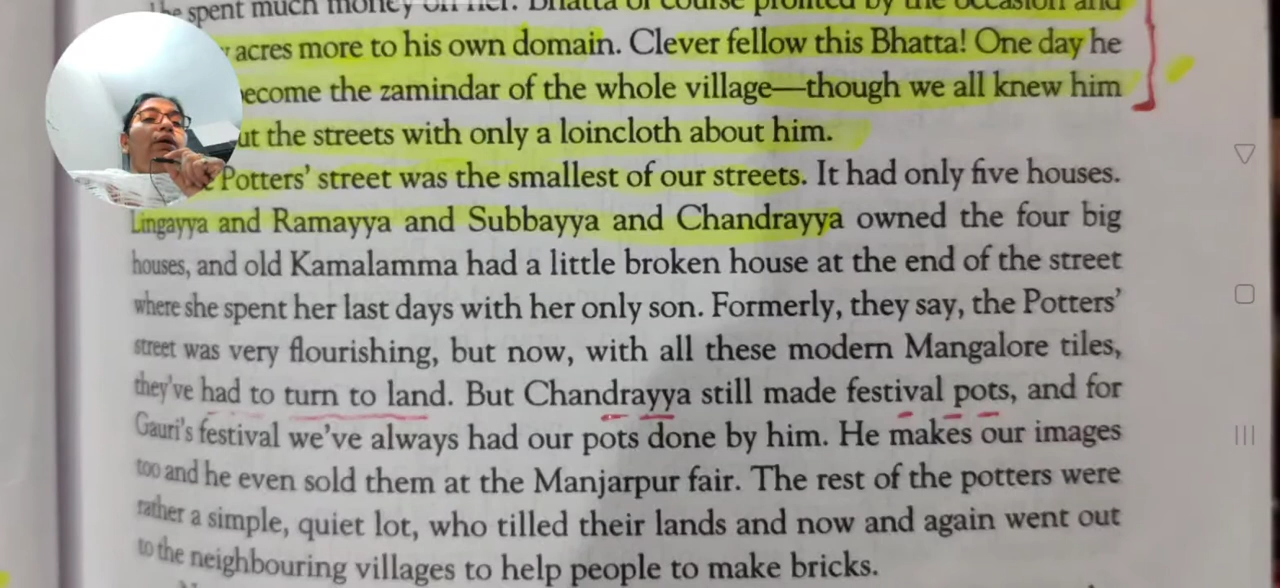 he spent much money on her. Bhatta of course profited by the occasion and
acres more to his own domain. Clever fellow this Bhatta! One day he
ecome the zamindar of the whole village—though we all knew him
ut the streets with only a loincloth about him.
Potters' street was the smallest of our streets. It had only five houses.
Lingayya and Ramayya and Subbayya and Chandrayya owned the four big
houses, and old Kamalamma had a little broken house at the end of the street
where she spent her last days with her only son. Formerly, they say, the Potters'
street was very flourishing, but now, with all these modern Mangalore tiles,
they've had to turn to land. But Chandrayya still made festival pots, and for
Gauri's festival we've always had our pots done by him. He makes our images
too and he even sold them at the Manjarpur fair. The rest of the potters were
rather a simple, quiet lot, who tilled their lands and now and again went out
to the neighbouring villages to help people to make bricks.